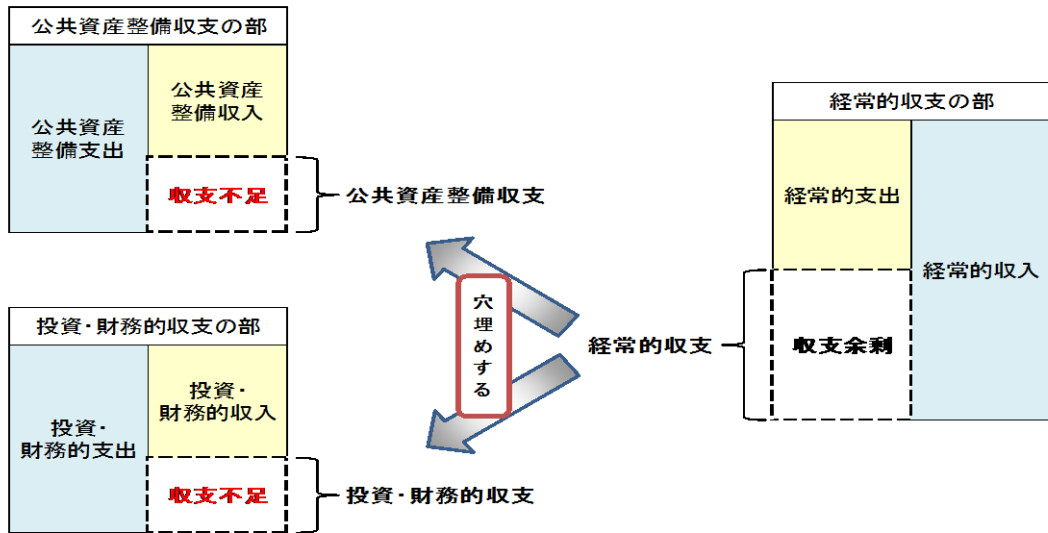 公共資産整備収支の部
公共資産
整備支出
公共資産
整備収入
収支不足
公共資産整備収支
投資・財務的収支の部
投資・
財務的支出
投資・
財務的収入
収支不足
投資・財務的収支
穴埋めする
経常的収支
経常的収支の部
経常的支出
収支余剰
経常的収入